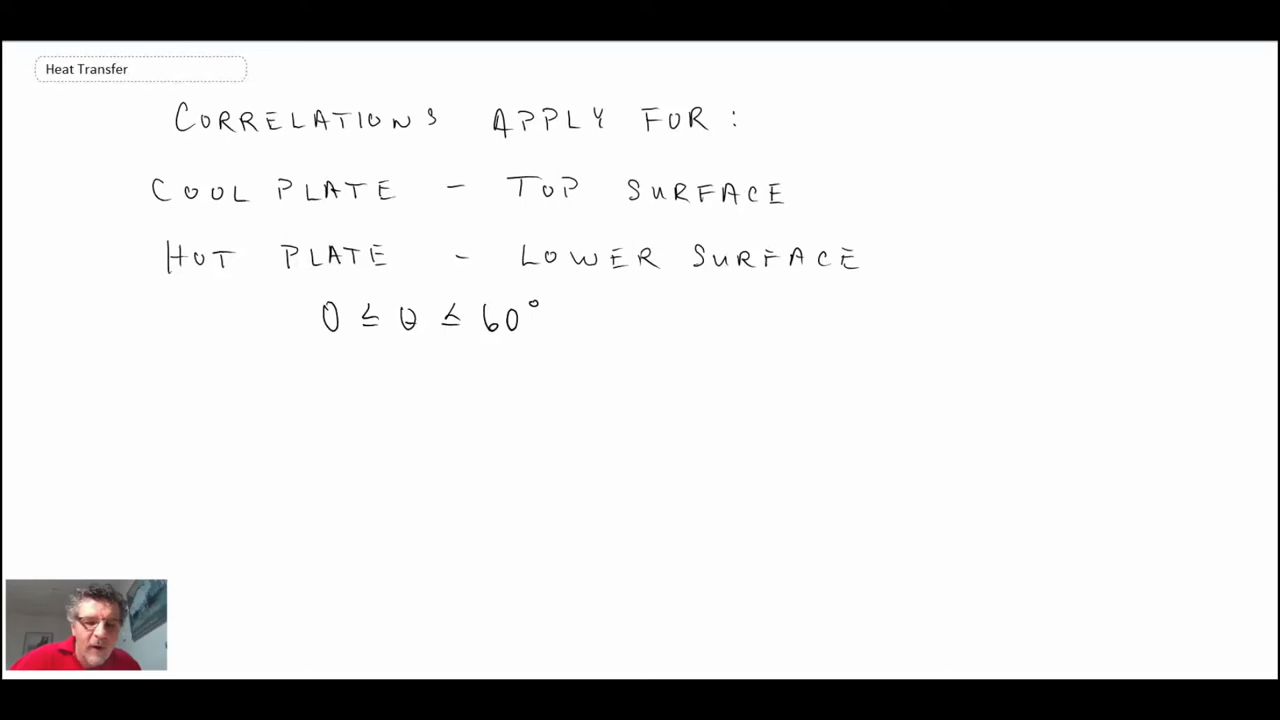 Heat Transfer
CORRELATIONS APPLY FOR:
COOL PLATE - TOP SURFACE
HOT PLATE - LOWER SURFACE
0 ≤ θ ≤ 60°